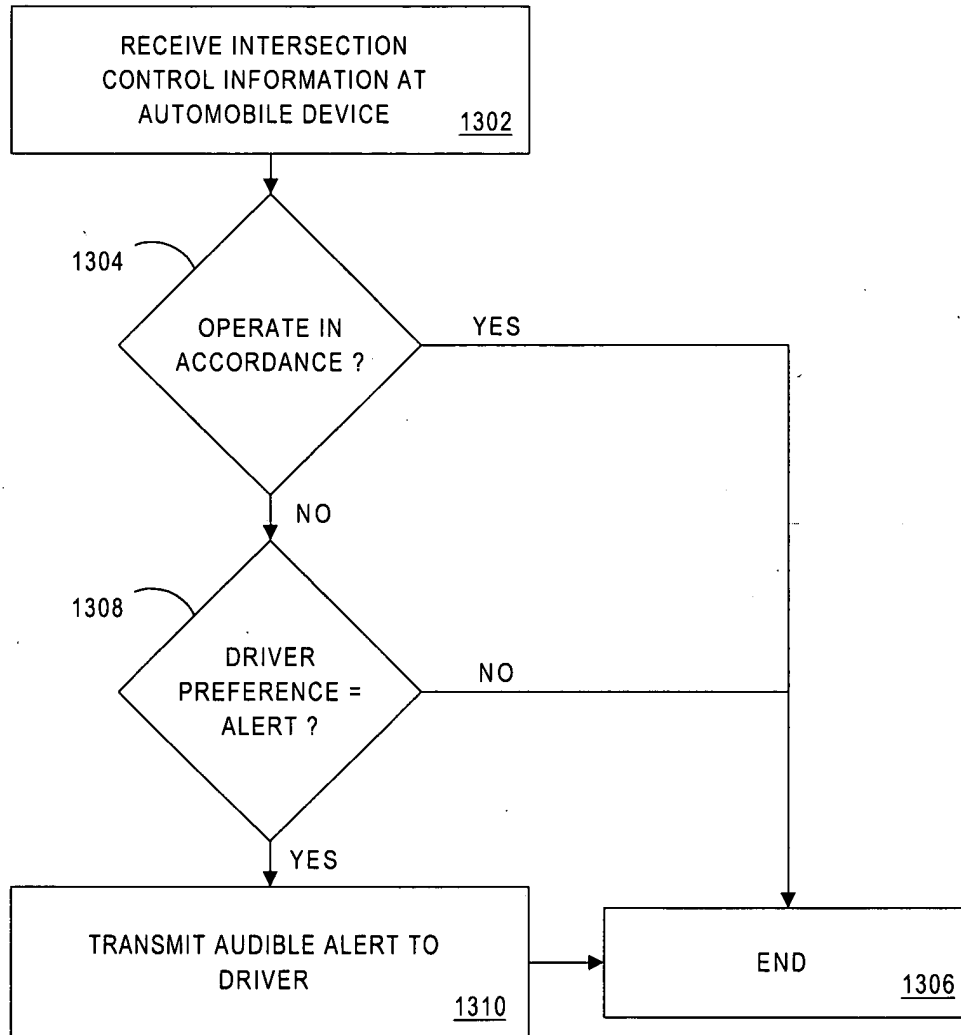 RECEIVE INTERSECTION
CONTROL INFORMATION AT
AUTOMOBILE DEVICE
1302
1304
OPERATE IN
ACCORDANCE ?
YES
NO
1308
DRIVER
PREFERENCE =
ALERT ?
NO
YES
TRANSMIT AUDIBLE ALERT TO
DRIVER
1310
END
1306